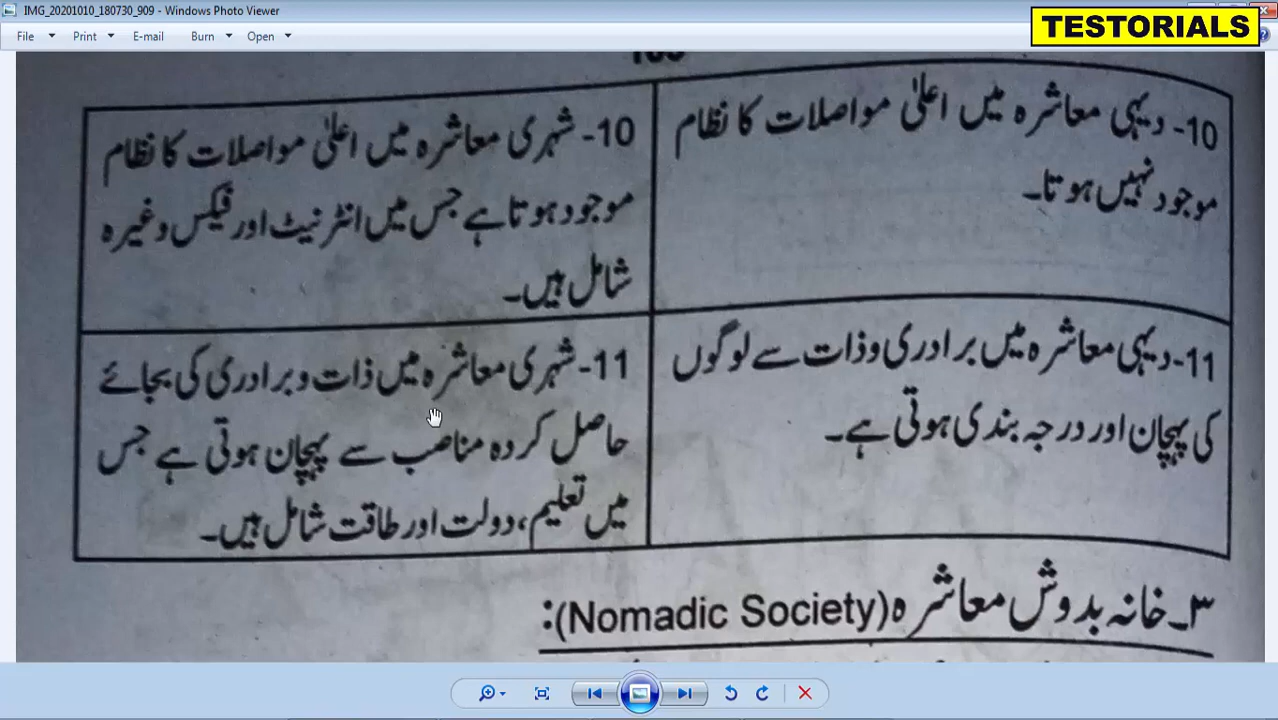 IMG_20201010_180730_909 - Windows Photo Viewer
TESTORIALS
File Print E-mail Burn Open
10- دیہی معاشرہ میں اعلیٰ مواصلات کا نظام
موجود نہیں ہوتا۔
10- شہری معاشرہ میں اعلیٰ مواصلات کا نظام
موجود ہوتا ہے جس میں انٹرنیٹ اور فیکس وغیرہ
شامل ہیں۔
11- دیہی معاشرہ میں برادری و ذات سے لوگوں
کی پہچان اور درجہ بندی ہوتی ہے۔
11- شہری معاشرہ میں ذات و برادری کی بجائے
حاصل کردہ مناصب سے پہچان ہوتی ہے جس
میں تعلیم، دولت اور طاقت شامل ہیں۔
۳۔ خانہ بدوش معاشرہ (Nomadic Society):